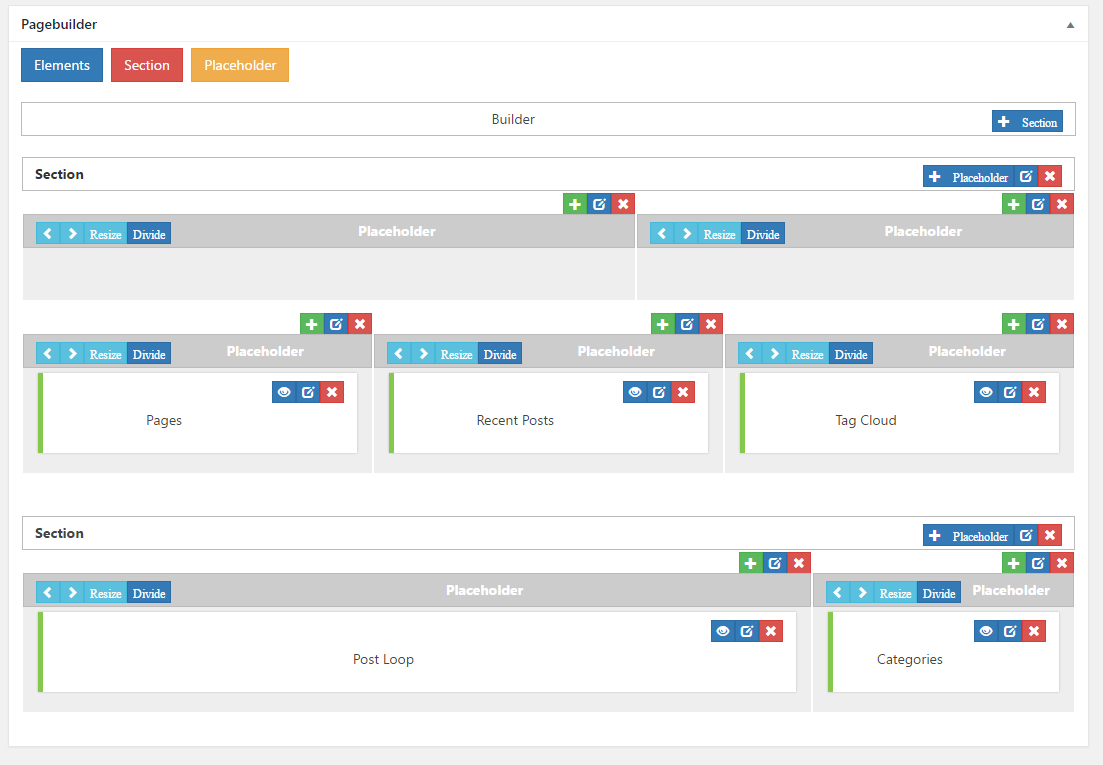 Pagebuilder
Elements Section Placeholder
Builder Section
Section Placeholder
Resize Divide Placeholder Resize Divide Placeholder
Resize Divide Placeholder Resize Divide Placeholder Resize Divide Placeholder
Pages Recent Posts Tag Cloud
Section Placeholder
Resize Divide Placeholder Resize Divide Placeholder
Post Loop Categories